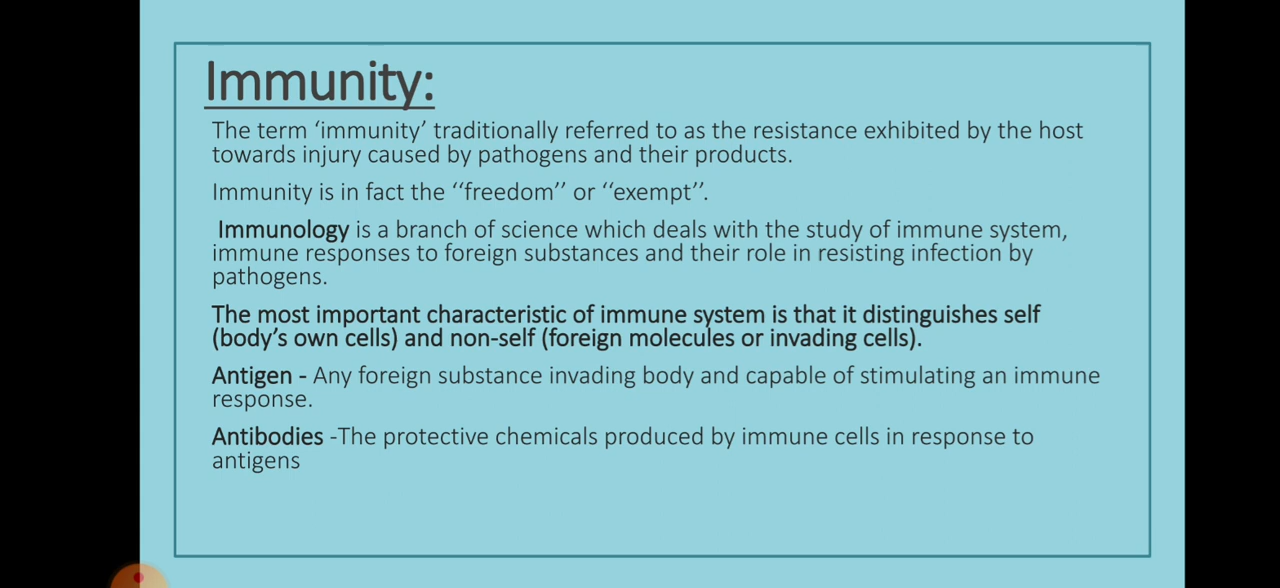 Immunity:
The term ‘immunity’ traditionally referred to as the resistance exhibited by the host
towards injury caused by pathogens and their products.
Immunity is in fact the ‘‘freedom’’ or ‘‘exempt’’.
Immunology is a branch of science which deals with the study of immune system,
immune responses to foreign substances and their role in resisting infection by
pathogens.
The most important characteristic of immune system is that it distinguishes self
(body’s own cells) and non-self (foreign molecules or invading cells).
Antigen - Any foreign substance invading body and capable of stimulating an immune
response.
Antibodies -The protective chemicals produced by immune cells in response to
antigens